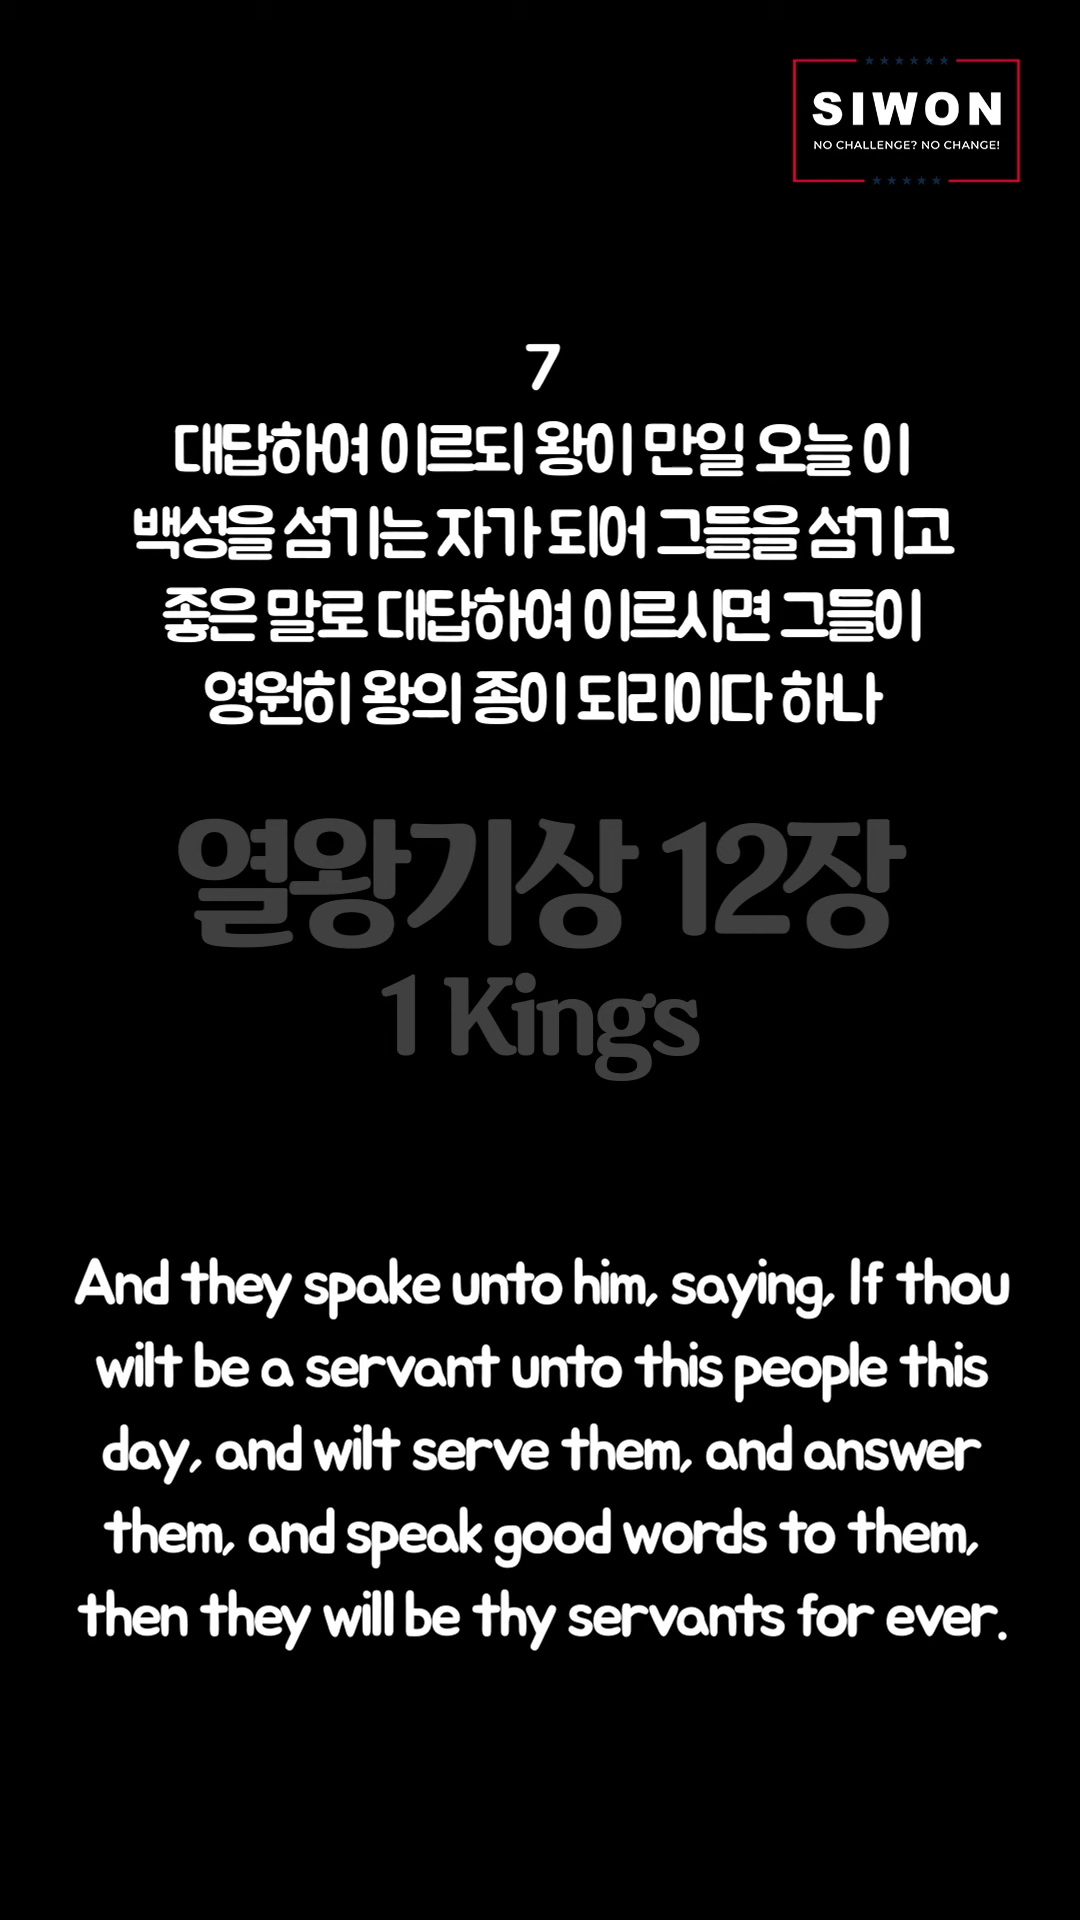 SIWON
NO CHALLENGE? NO CHANGE!
7
대답하여 이르되 왕이 만일 오늘 이
백성을 섬기는 자가 되어 그들을 섬기고
좋은 말로 대답하여 이르시면 그들이
영원히 왕의 종이 되리이다 하나
열왕기상 12장
1 Kings
And they spake unto him, saying, If thou
wilt be a servant unto this people this
day, and wilt serve them, and answer
them, and speak good words to them,
then they will be thy servants for ever.